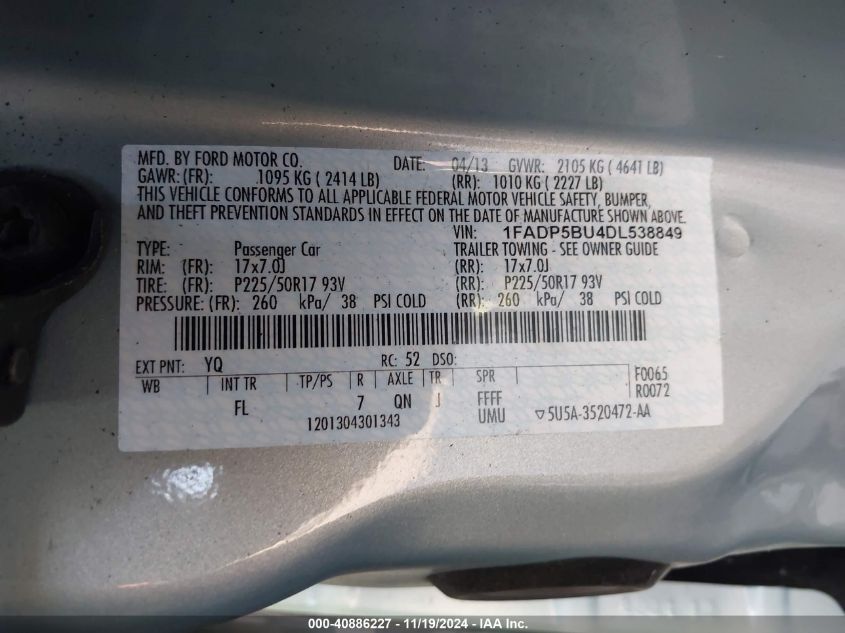 MFD. BY FORD MOTOR CO. DATE: 04/13 GVWR: 2105 KG ( 4641 LB)
GAWR: (FR): 1095 KG ( 2414 LB) (RR): 1010 KG ( 2227 LB)
THIS VEHICLE CONFORMS TO ALL APPLICABLE FEDERAL MOTOR VEHICLE SAFETY, BUMPER,
AND THEFT PREVENTION STANDARDS IN EFFECT ON THE DATE OF MANUFACTURE SHOWN ABOVE.
VIN: 1FADP5BU4DL538849
TYPE: Passenger Car TRAILER TOWING - SEE OWNER GUIDE
RIM: (FR): 17x7.0J (RR): 17x7.0J
TIRE: (FR): P225/50R17 93V (RR): P225/50R17 93V
PRESSURE: (FR): 260 kPa/ 38 PSI COLD (RR): 260 kPa/ 38 PSI COLD
EXT PNT: YQ RC: 52 DSO:
WB INT TR TP/PS R AXLE TR SPR F0065
R0072
FL 7 QN J FFFF
UMU
1201304301343 ▽5U5A-3520472-AA
000-40886227 - 11/19/2024 - IAA Inc.